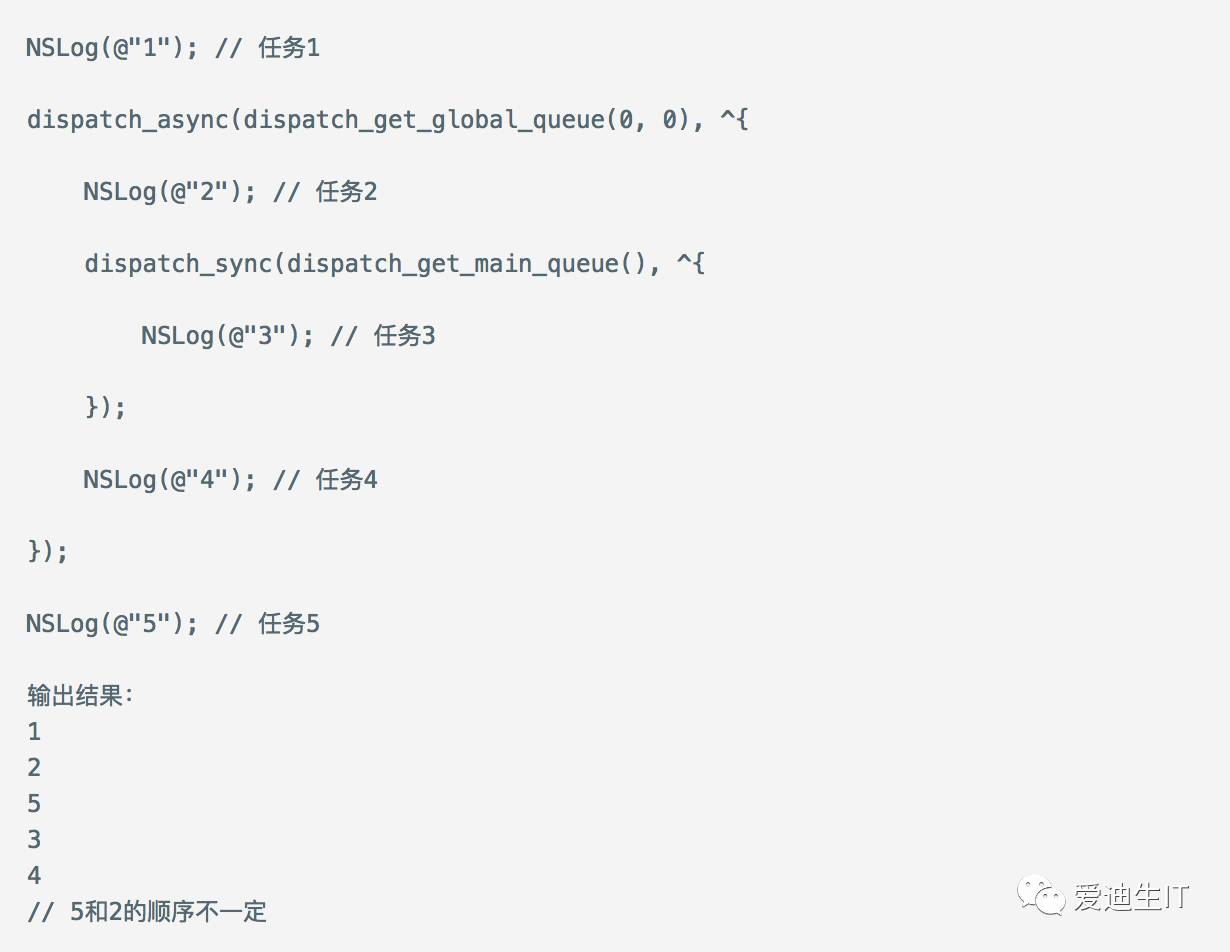 NSLog(@"1"); // 任务1
dispatch_async(dispatch_get_global_queue(0, 0), ^{
    NSLog(@"2"); // 任务2
    dispatch_sync(dispatch_get_main_queue(), ^{
        NSLog(@"3"); // 任务3
    });
    NSLog(@"4"); // 任务4
});
NSLog(@"5"); // 任务5
输出结果：
1
2
5
3
4
// 5和2的顺序不一定
爱迪生IT